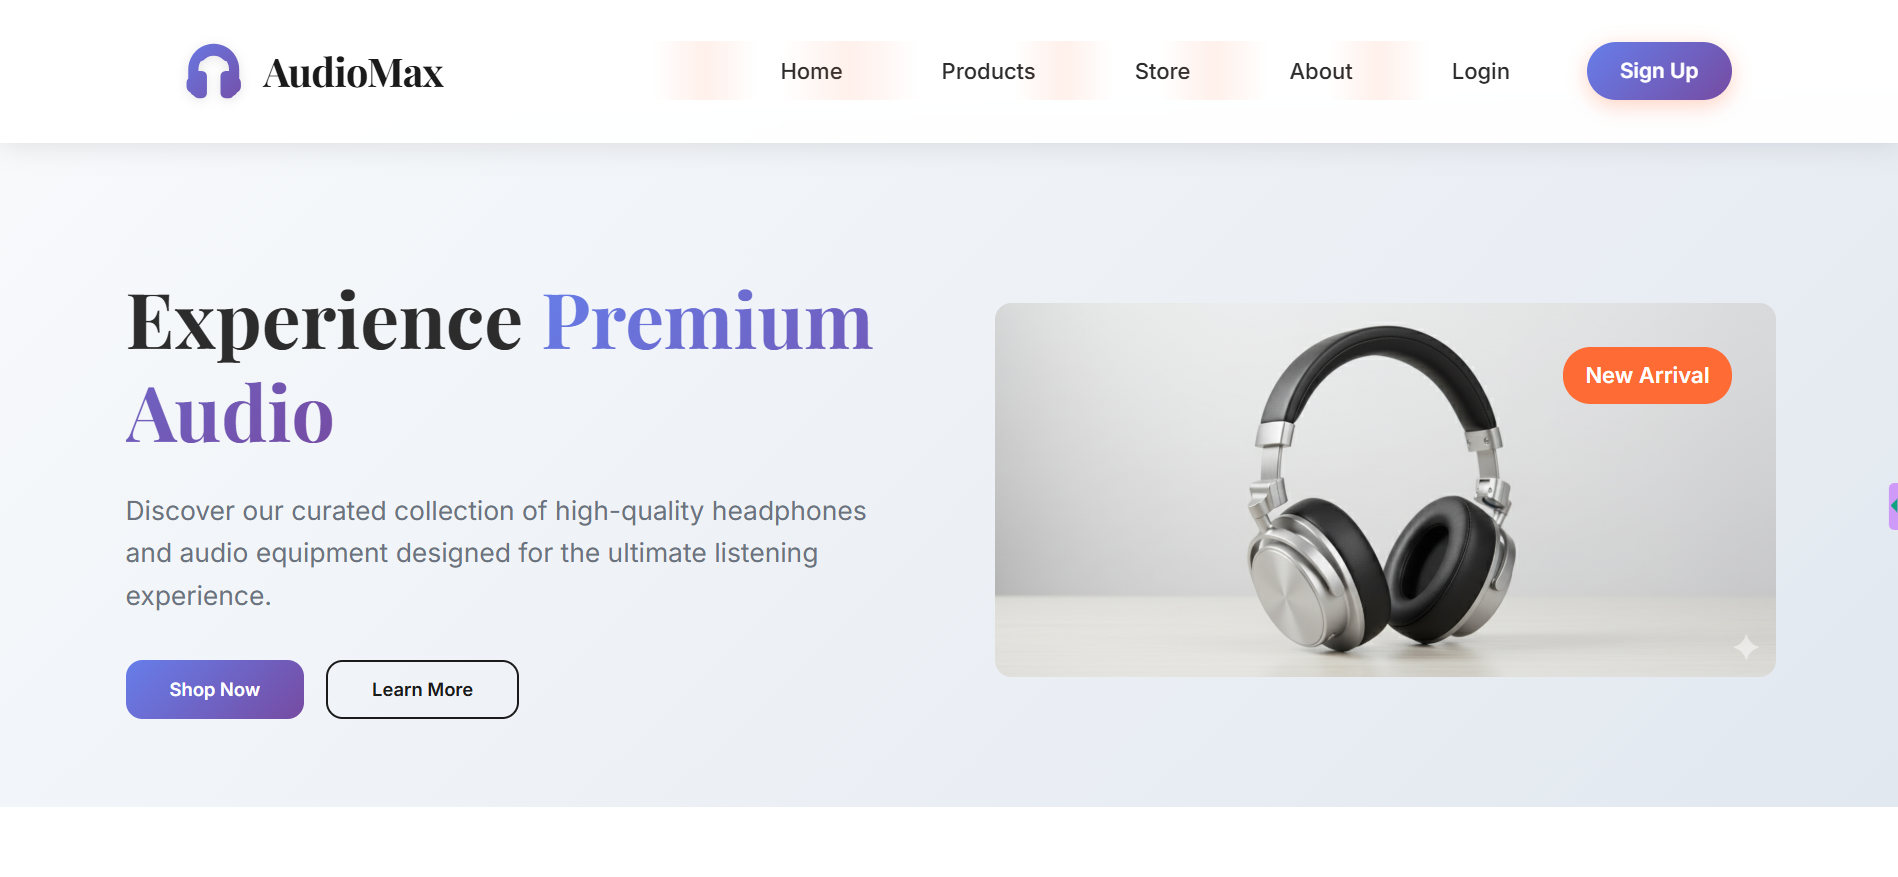 AudioMax
Home
Products
Store
About
Login
Sign Up
Experience Premium
Audio
Discover our curated collection of high-quality headphones
and audio equipment designed for the ultimate listening
experience.
Shop Now
Learn More
New Arrival